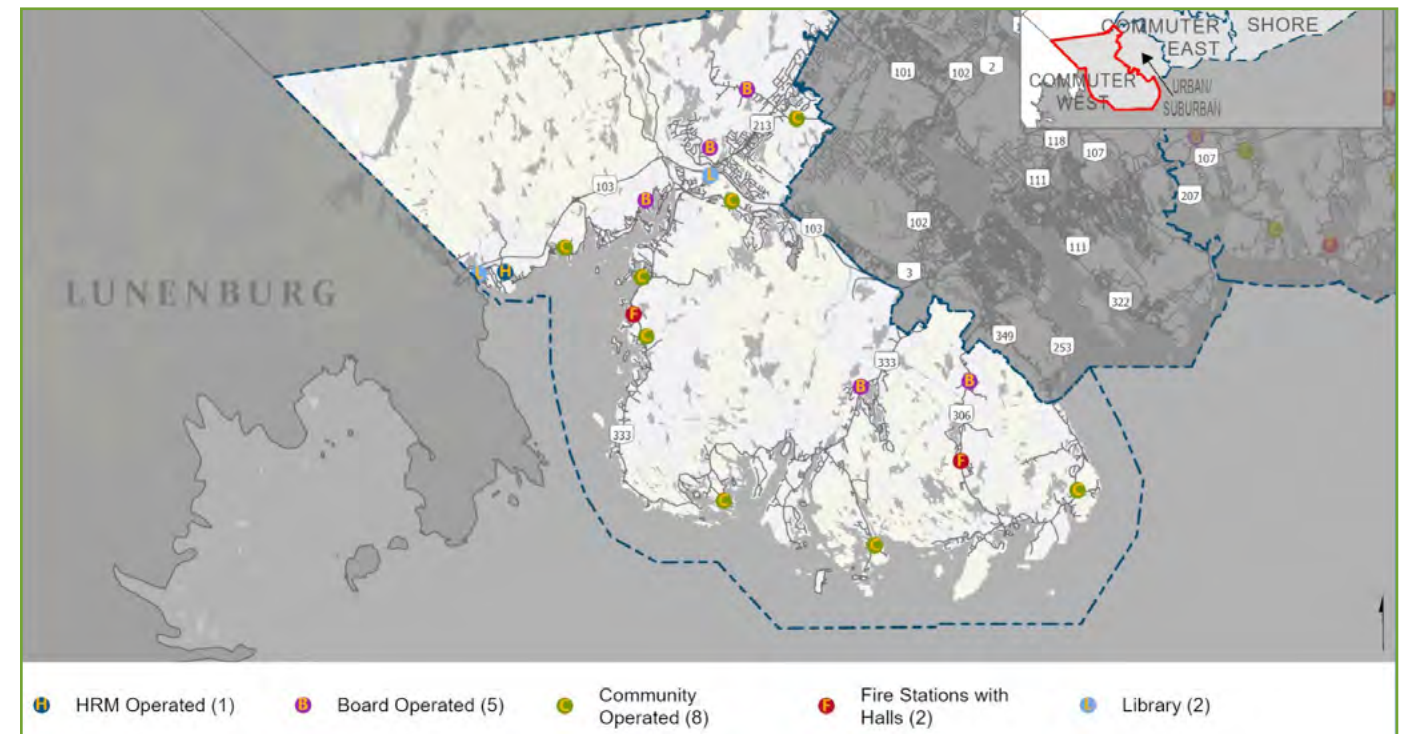 COMMUTER
EAST
SHORE
COMMUTER
WEST
URBAN/
SUBURBAN
101
102
2
213
118
107
107
111
207
103
102
103
111
3
322
LUNENBURG
349
253
333
306
333
B
C
B
L
B
C
C
L
H
C
F
C
B
B
F
C
C
C
H HRM Operated (1)
B Board Operated (5)
C Community
Operated (8)
F Fire Stations with
Halls (2)
L Library (2)